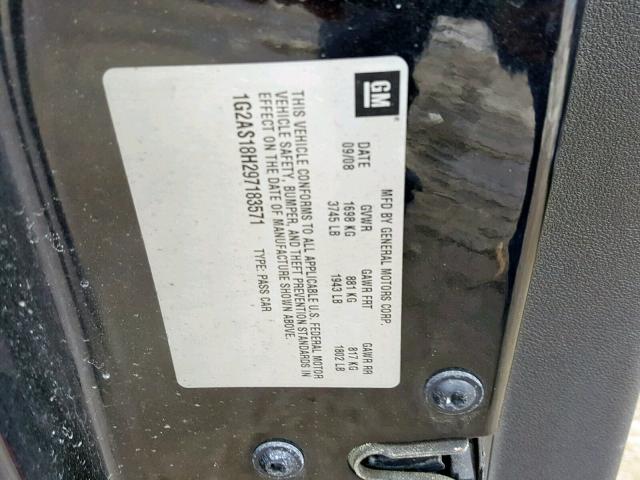 GM
MFD BY GENERAL MOTORS CORP.
DATE GVWR GAWR FRT GAWR RR
09/08 1698 KG 881 KG 817 KG
3745 LB 1943 LB 1802 LB
THIS VEHICLE CONFORMS TO ALL APPLICABLE U.S. FEDERAL MOTOR
VEHICLE SAFETY, BUMPER, AND THEFT PREVENTION STANDARDS IN
EFFECT ON THE DATE OF MANUFACTURE SHOWN ABOVE.
1G2AS18H297183571 TYPE: PASS CAR